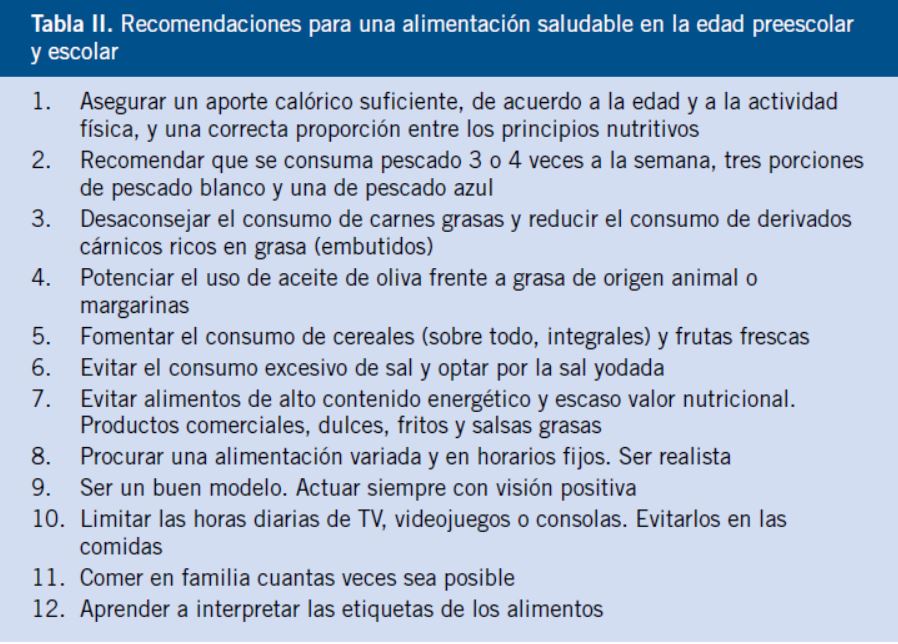 Tabla II. Recomendaciones para una alimentación saludable en la edad preescolar
y escolar
1. Asegurar un aporte calórico suficiente, de acuerdo a la edad y a la actividad
física, y una correcta proporción entre los principios nutritivos
2. Recomendar que se consuma pescado 3 o 4 veces a la semana, tres porciones
de pescado blanco y una de pescado azul
3. Desaconsejar el consumo de carnes grasas y reducir el consumo de derivados
cárnicos ricos en grasa (embutidos)
4. Potenciar el uso de aceite de oliva frente a grasa de origen animal o
margarinas
5. Fomentar el consumo de cereales (sobre todo, integrales) y frutas frescas
6. Evitar el consumo excesivo de sal y optar por la sal yodada
7. Evitar alimentos de alto contenido energético y escaso valor nutricional.
Productos comerciales, dulces, fritos y salsas grasas
8. Procurar una alimentación variada y en horarios fijos. Ser realista
9. Ser un buen modelo. Actuar siempre con visión positiva
10. Limitar las horas diarias de TV, videojuegos o consolas. Evitarlos en las
comidas
11. Comer en familia cuantas veces sea posible
12. Aprender a interpretar las etiquetas de los alimentos